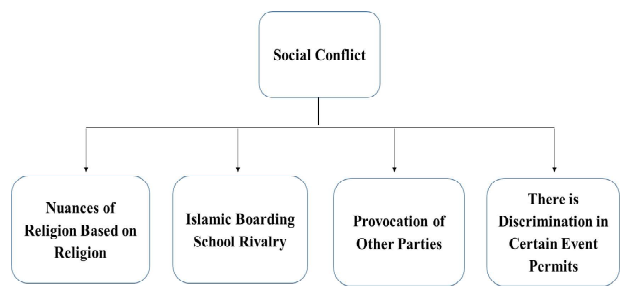 Social Conflict
Nuances of
Religion Based on
Religion
Islamic Boarding
School Rivalry
Provocation of
Other Parties
There is
Discrimination in
Certain Event
Permits